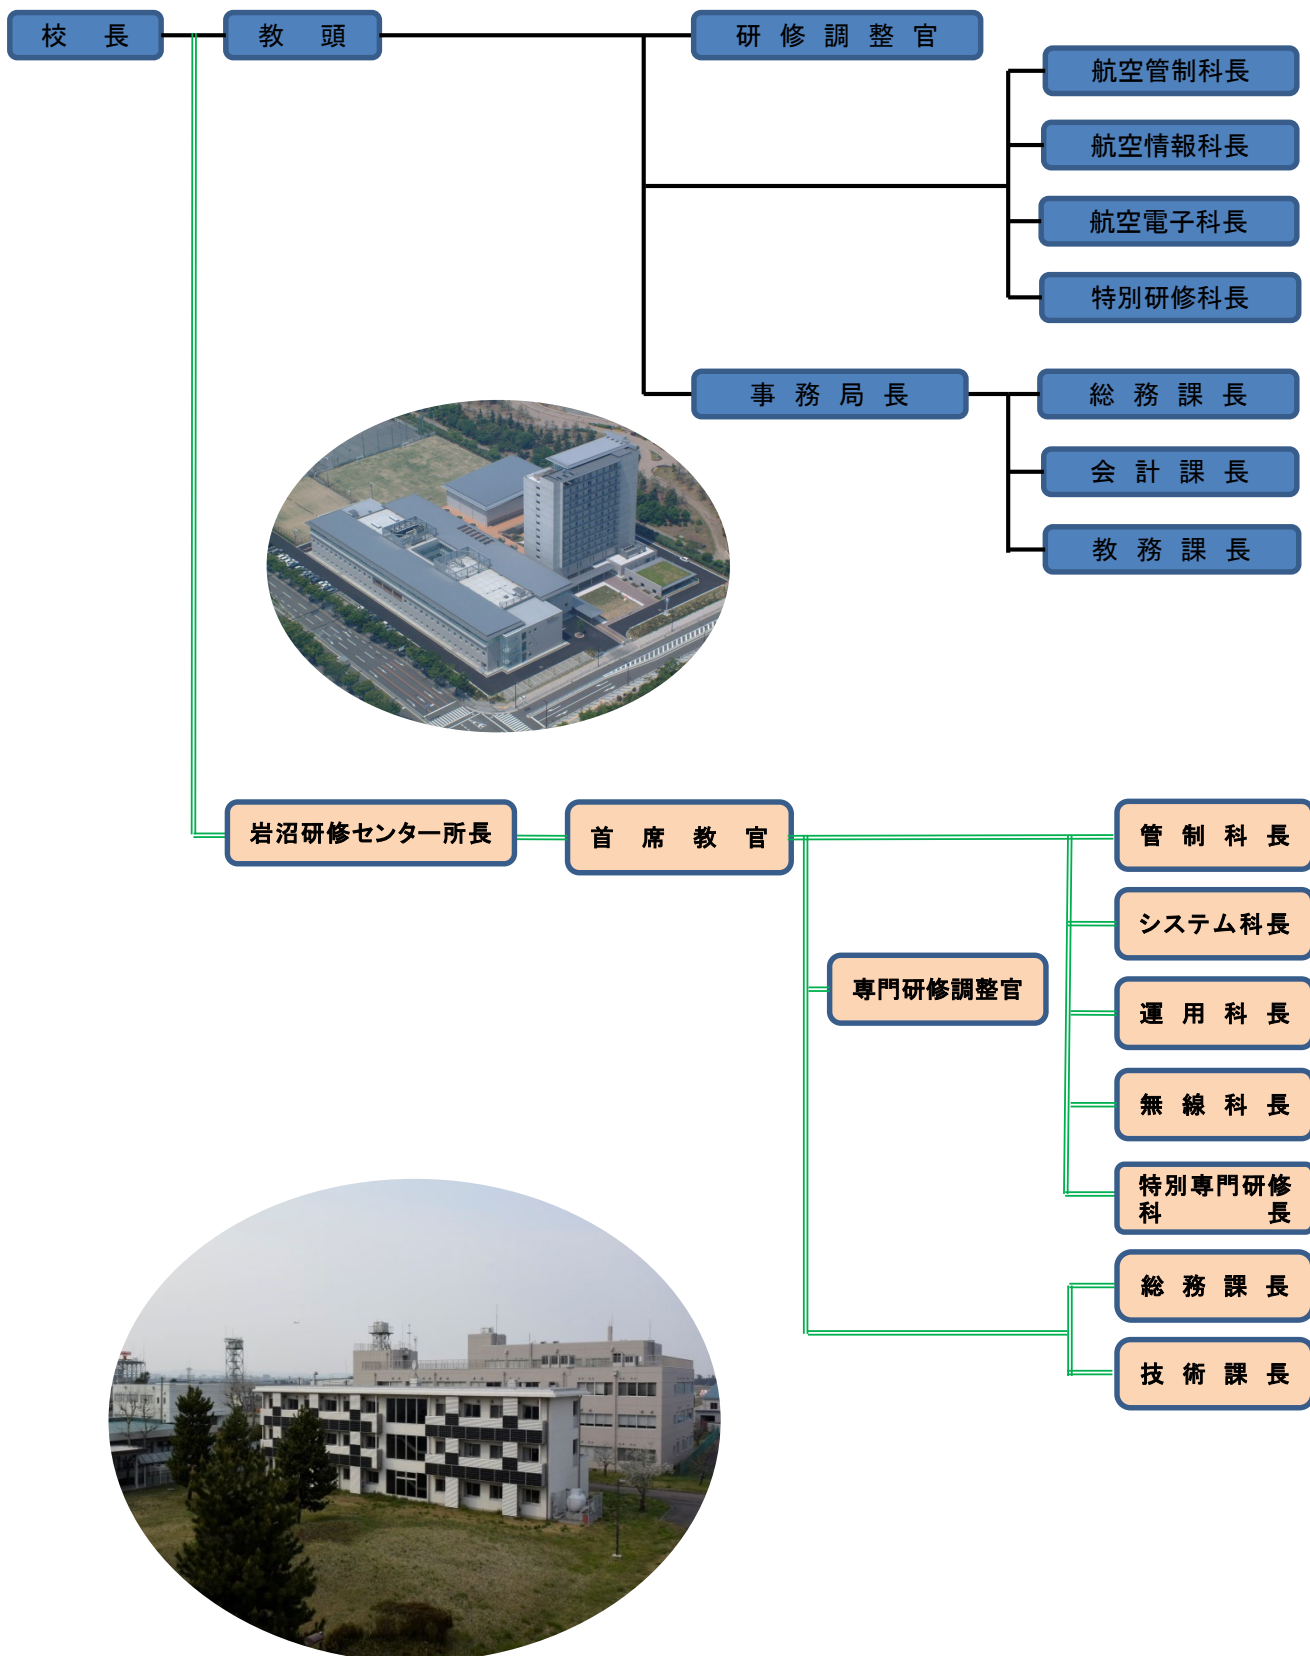 校長
教頭
研修調整官
航空管制科長
航空情報科長
航空電子科長
特別研修科長
事務局長
総務課長
会計課長
教務課長
岩沼研修センター所長
首席教官
専門研修調整官
管制科長
システム科長
運用科長
無線科長
特別専門研修
科長
総務課長
技術課長